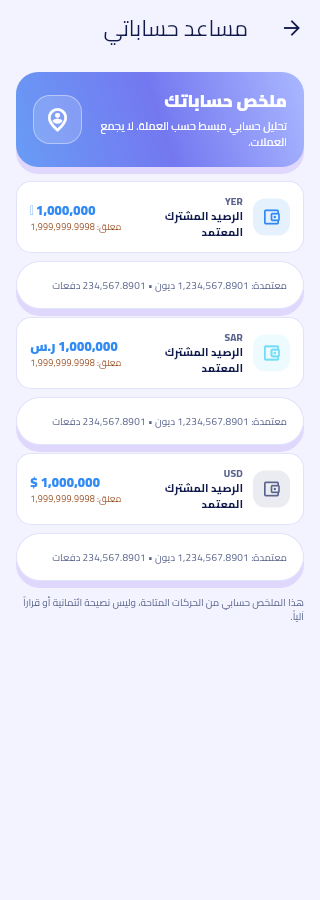 مساعد حساباتي
ملخص حساباتك
تحليل حسابي مبسط حسب العملة. لا يجمع
العملات.
YER
الرصيد المشترك
المعتمد
1,000,000
معلق: 1,999,999.9998
معتمدة: 1,234,567.8901 ديون • 234,567.8901 دفعات
SAR
الرصيد المشترك
المعتمد
1,000,000 ر.س
معلق: 1,999,999.9998
معتمدة: 1,234,567.8901 ديون • 234,567.8901 دفعات
USD
الرصيد المشترك
المعتمد
1,000,000 $
معلق: 1,999,999.9998
معتمدة: 1,234,567.8901 ديون • 234,567.8901 دفعات
هذا الملخص حسابي من الحركات المتاحة، وليس نصيحة ائتمانية أو قراراً
آلياً.